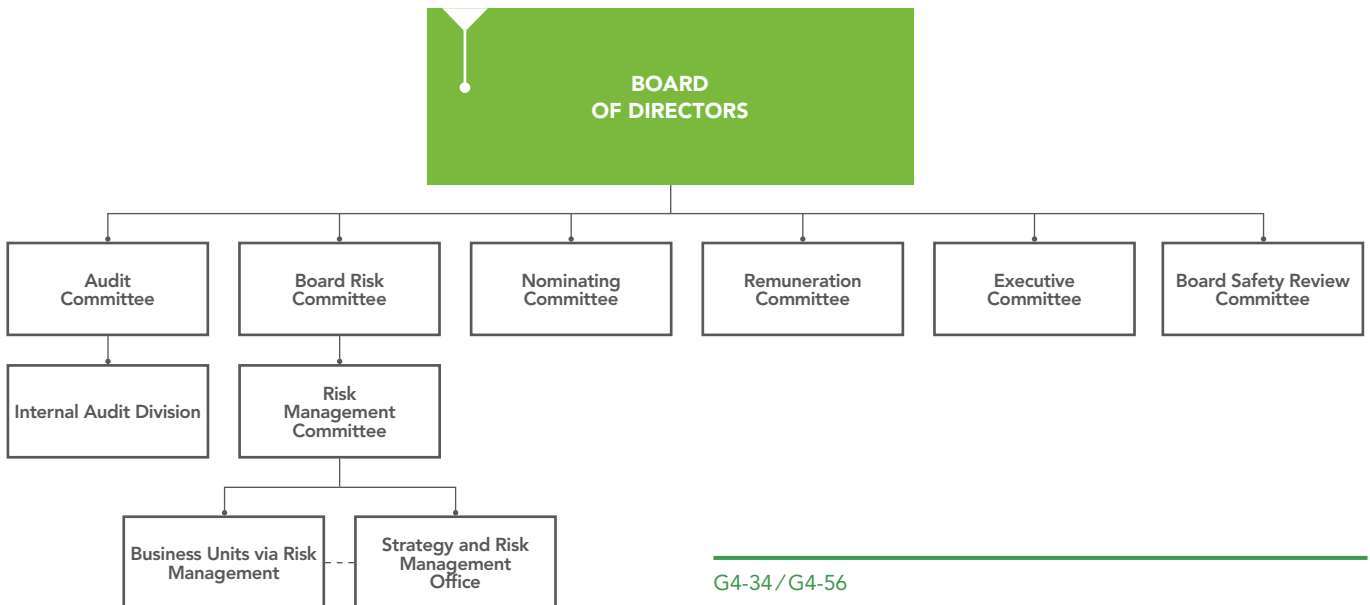 BOARD
OF DIRECTORS
Audit
Committee
Board Risk
Committee
Nominating
Committee
Remuneration
Committee
Executive
Committee
Board Safety Review
Committee
Internal Audit Division
Risk
Management
Committee
Business Units via Risk
Management
Strategy and Risk
Management
Office
G4-34/G4-56